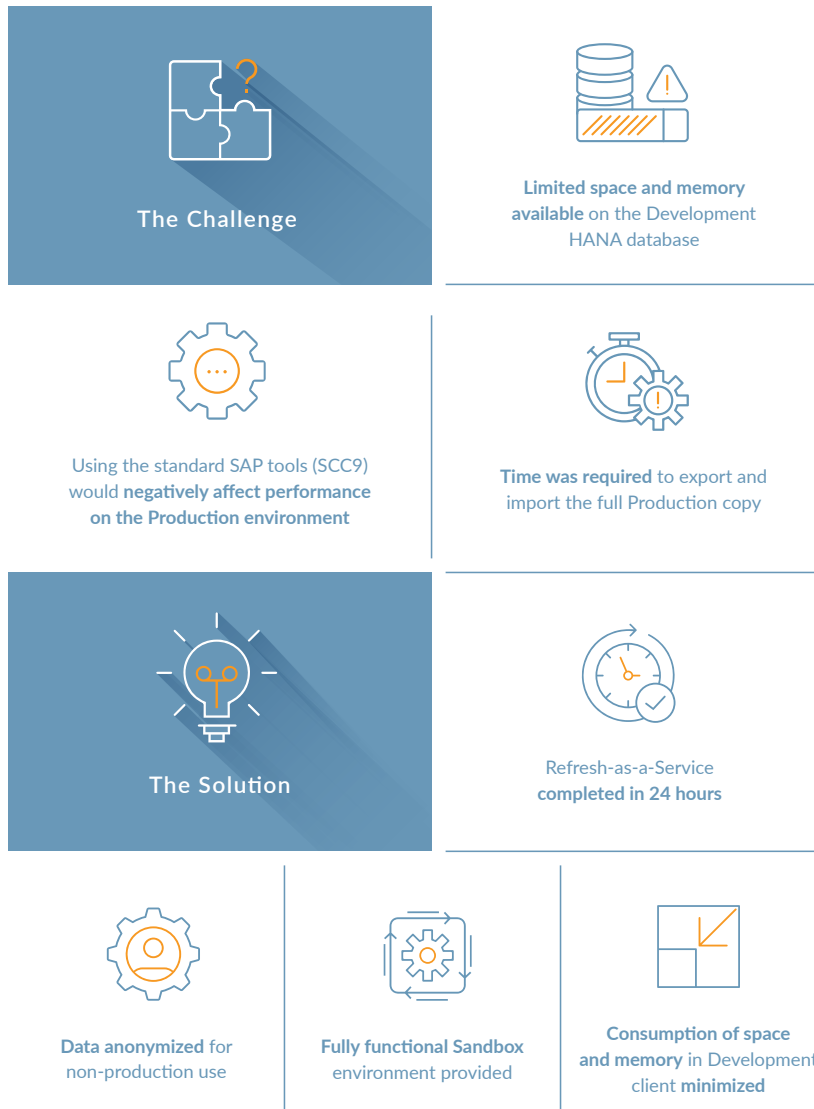 The Challenge
Limited space and memory
available on the Development
HANA database
Using the standard SAP tools (SCC9)
would negatively affect performance
on the Production environment
Time was required to export and
import the full Production copy
The Solution
Refresh-as-a-Service
completed in 24 hours
Data anonymized for
non-production use
Fully functional Sandbox
environment provided
Consumption of space
and memory in Development
client minimized